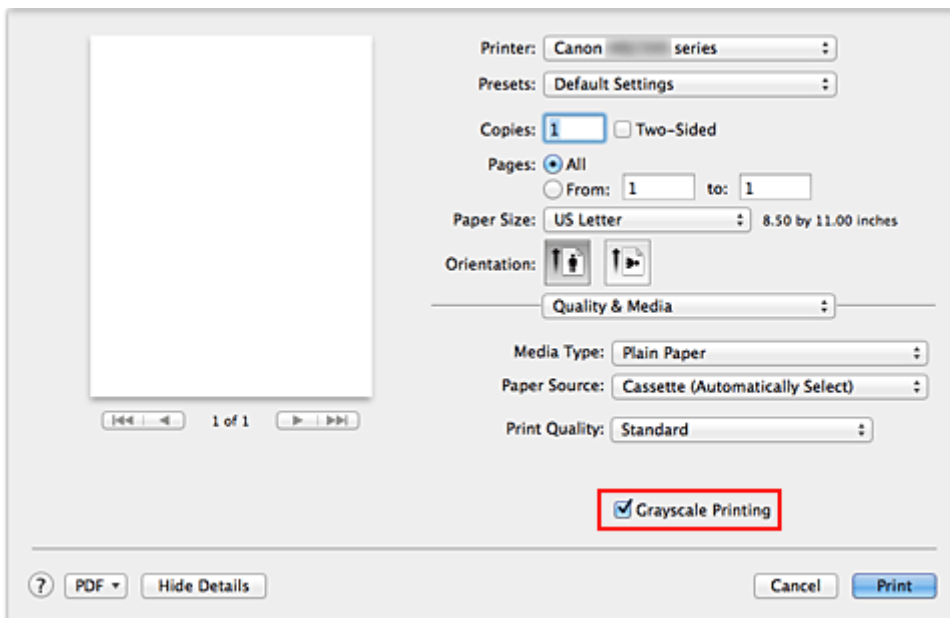 Printer: Canon series
Presets: Default Settings
Copies: 1 Two-Sided
Pages: All
From: 1 to: 1
Paper Size: US Letter 8.50 by 11.00 inches
Orientation:
Quality & Media
Media Type: Plain Paper
Paper Source: Cassette (Automatically Select)
1 of 1
Print Quality: Standard
Grayscale Printing
? PDF Hide Details Cancel Print